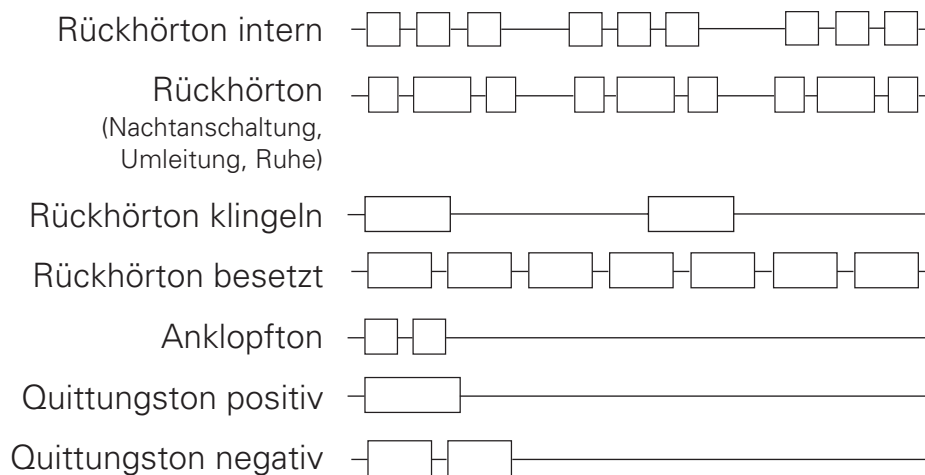 Rückhörton intern
Rückhörton
(Nachtanschaltung,
Umleitung, Ruhe)
Rückhörton klingeln
Rückhörton besetzt
Anklopfton
Quittungston positiv
Quittungston negativ